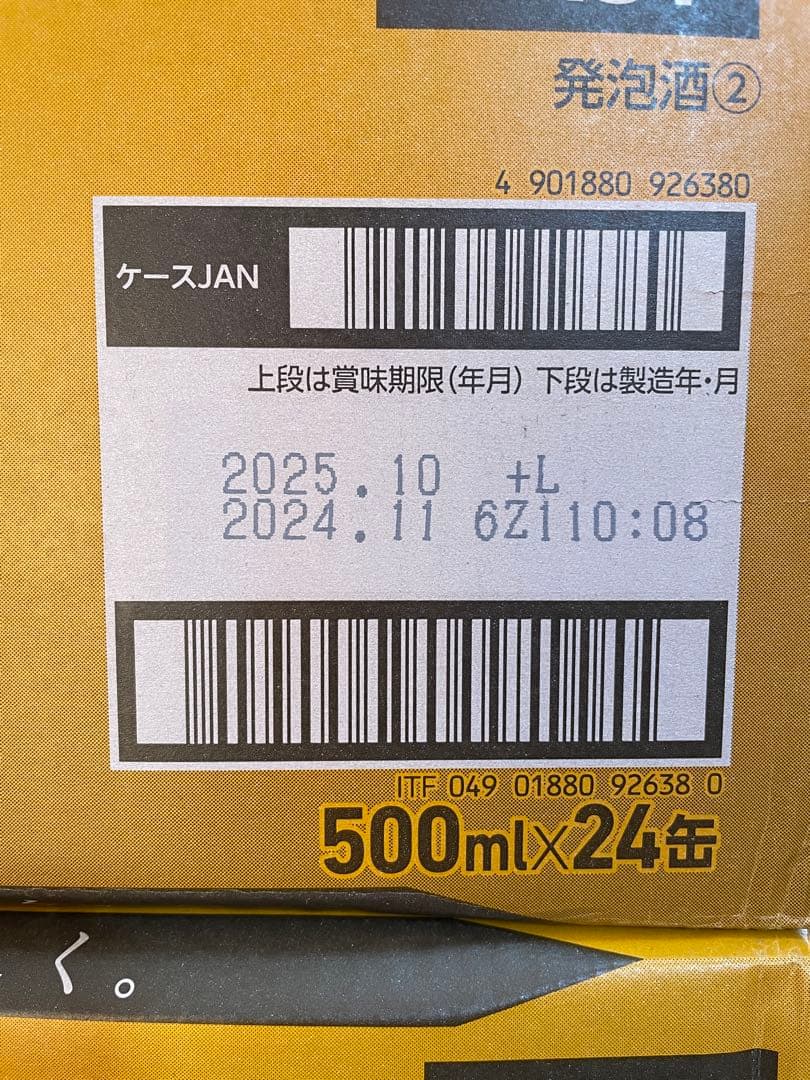 発泡酒②
4 901880 926380
ケースJAN
上段は賞味期限(年月) 下段は製造年・月
2025.10 +L
2024.11 6Z110:08
ITF 049 01880 92638 0
500ml×24缶
く。